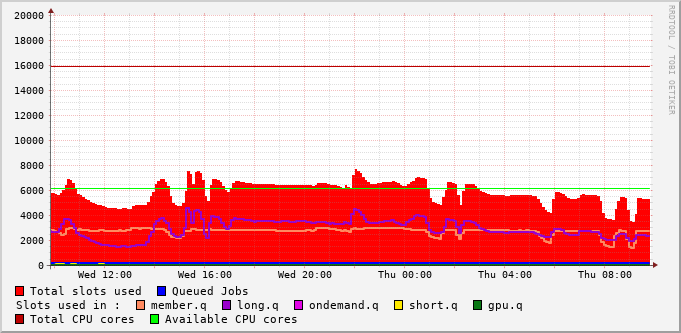 RRDTOOL / TOBI OETIKER
20000
18000
16000
14000
12000
10000
8000
6000
4000
2000
0
Wed 12:00 Wed 16:00 Wed 20:00 Thu 00:00 Thu 04:00 Thu 08:00
Total slots used Queued Jobs
Slots used in : member.q long.q ondemand.q short.q gpu.q
Total CPU cores Available CPU cores